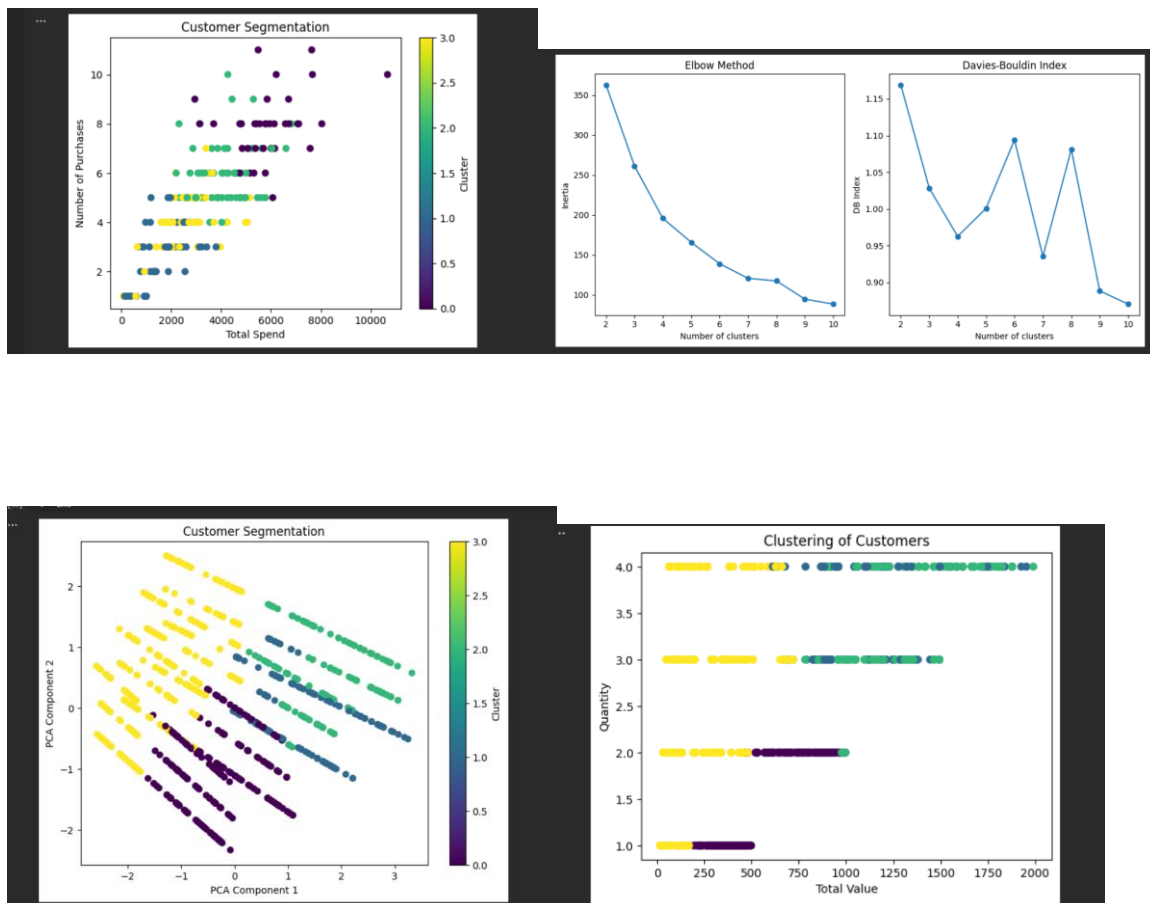 ...
Customer Segmentation
Number of Purchases
10
8
6
4
2
0 2000 4000 6000 8000 10000
Total Spend
3.0
2.5
2.0
1.5
1.0
0.5
0.0
Cluster
Elbow Method
Inertia
350
300
250
200
150
100
2 3 4 5 6 7 8 9 10
Number of clusters
Davies-Bouldin Index
DB Index
1.15
1.10
1.05
1.00
0.95
0.90
2 3 4 5 6 7 8 9 10
Number of clusters
...
Customer Segmentation
PCA Component 2
2
1
0
−1
−2
−2 −1 0 1 2 3
PCA Component 1
3.0
2.5
2.0
1.5
1.0
0.5
0.0
Cluster
Clustering of Customers
Quantity
4.0
3.5
3.0
2.5
2.0
1.5
1.0
0 250 500 750 1000 1250 1500 1750 2000
Total Value